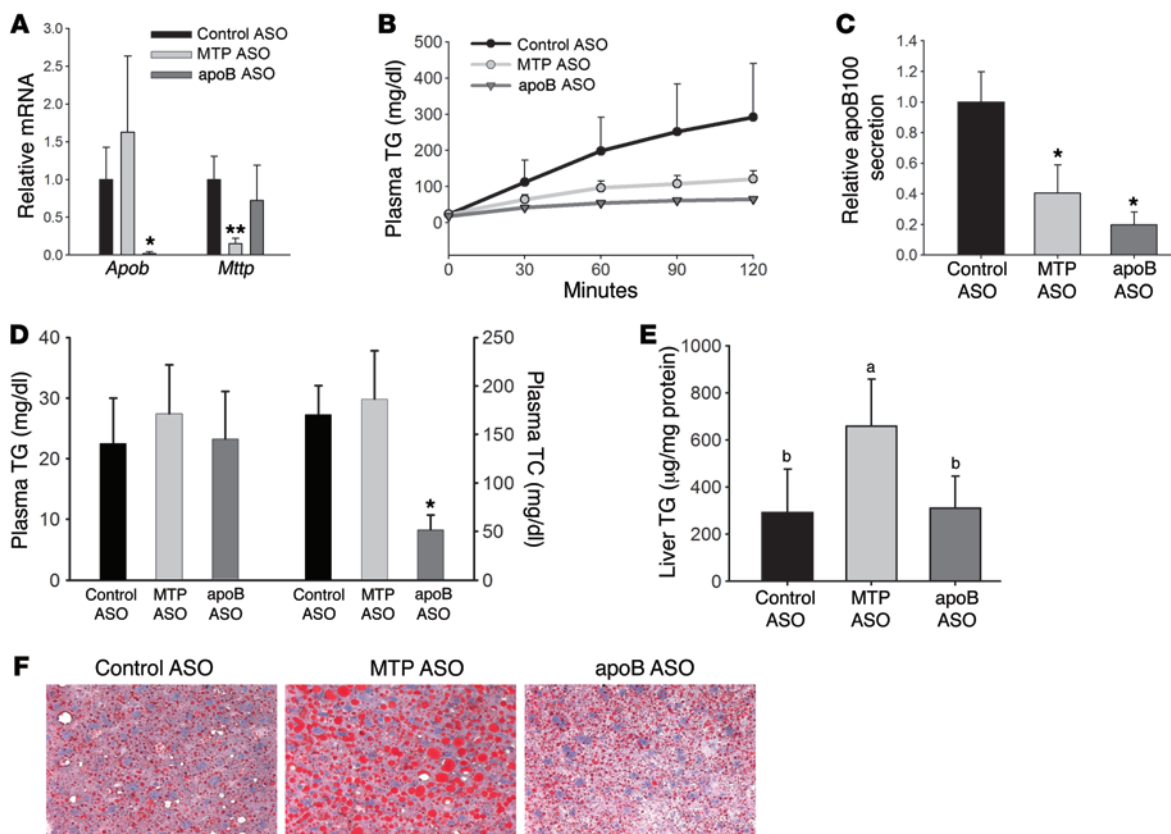 A
Relative mRNA
3.0
2.5
2.0
1.5
1.0
0.5
0.0
Control ASO
MTP ASO
apoB ASO
*
**
Apob
Mttp
B
Plasma TG (mg/dl)
500
400
300
200
100
0
Control ASO
MTP ASO
apoB ASO
0 30 60 90 120
Minutes
C
Relative apoB100
secretion
1.4
1.2
1.0
0.8
0.6
0.4
0.2
0.0
*
*
Control MTP apoB
ASO ASO ASO
D
Plasma TG (mg/dl)
40
30
20
10
0
250
200
150
100
50
0
Plasma TC (mg/dl)
*
Control MTP apoB Control MTP apoB
ASO ASO ASO ASO ASO ASO
E
Liver TG (µg/mg protein)
1000
800
600
400
200
0
b
a
b
Control MTP apoB
ASO ASO ASO
F
Control ASO MTP ASO apoB ASO